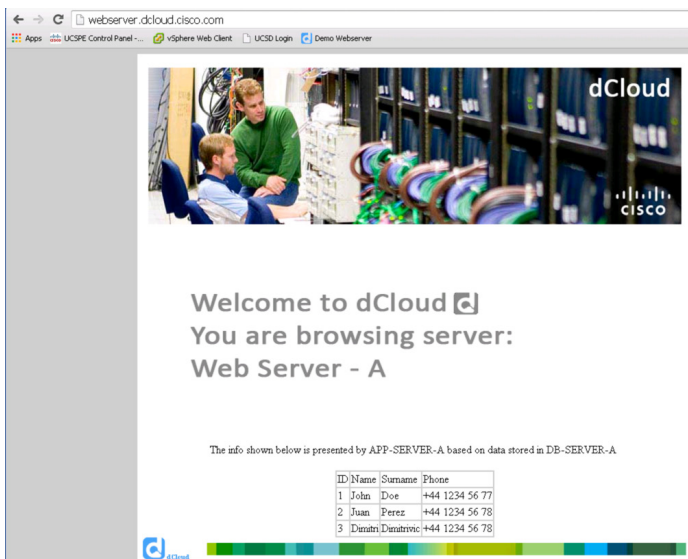 webserver.dcloud.cisco.com
Apps UCSPE Control Panel -... vSphere Web Client UCSD Login Demo Webserver
dCloud
CISCO
Welcome to dCloud
You are browsing server:
Web Server - A
The info shown below is presented by APP-SERVER-A based on data stored in DB-SERVER-A
ID Name Surname Phone
1 John Doe +44 1234 56 77
2 Juan Perez +44 1234 56 78
3 Dimitri Dimitrivic +44 1234 56 78
dCloud